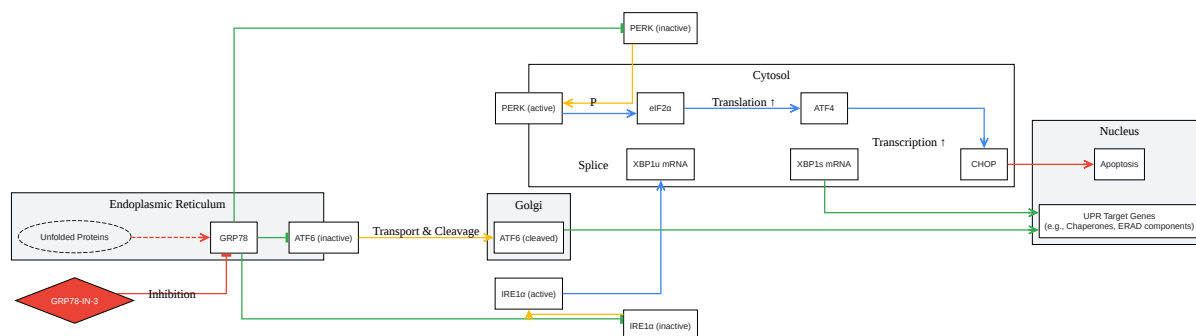 PERK (inactive)
Cytosol
PERK (active)
P
eIF2α
Translation ↑
ATF4
Nucleus
Transcription ↑
Splice
XBP1u mRNA
XBP1s mRNA
CHOP
Apoptosis
Endoplasmic Reticulum
Golgi
UPR Target Genes
(e.g., Chaperones, ERAD components)
Unfolded Proteins
GRP78
ATF6 (inactive)
Transport & Cleavage
ATF6 (cleaved)
GRP78-IN-3
Inhibition
IRE1α (active)
IRE1α (inactive)